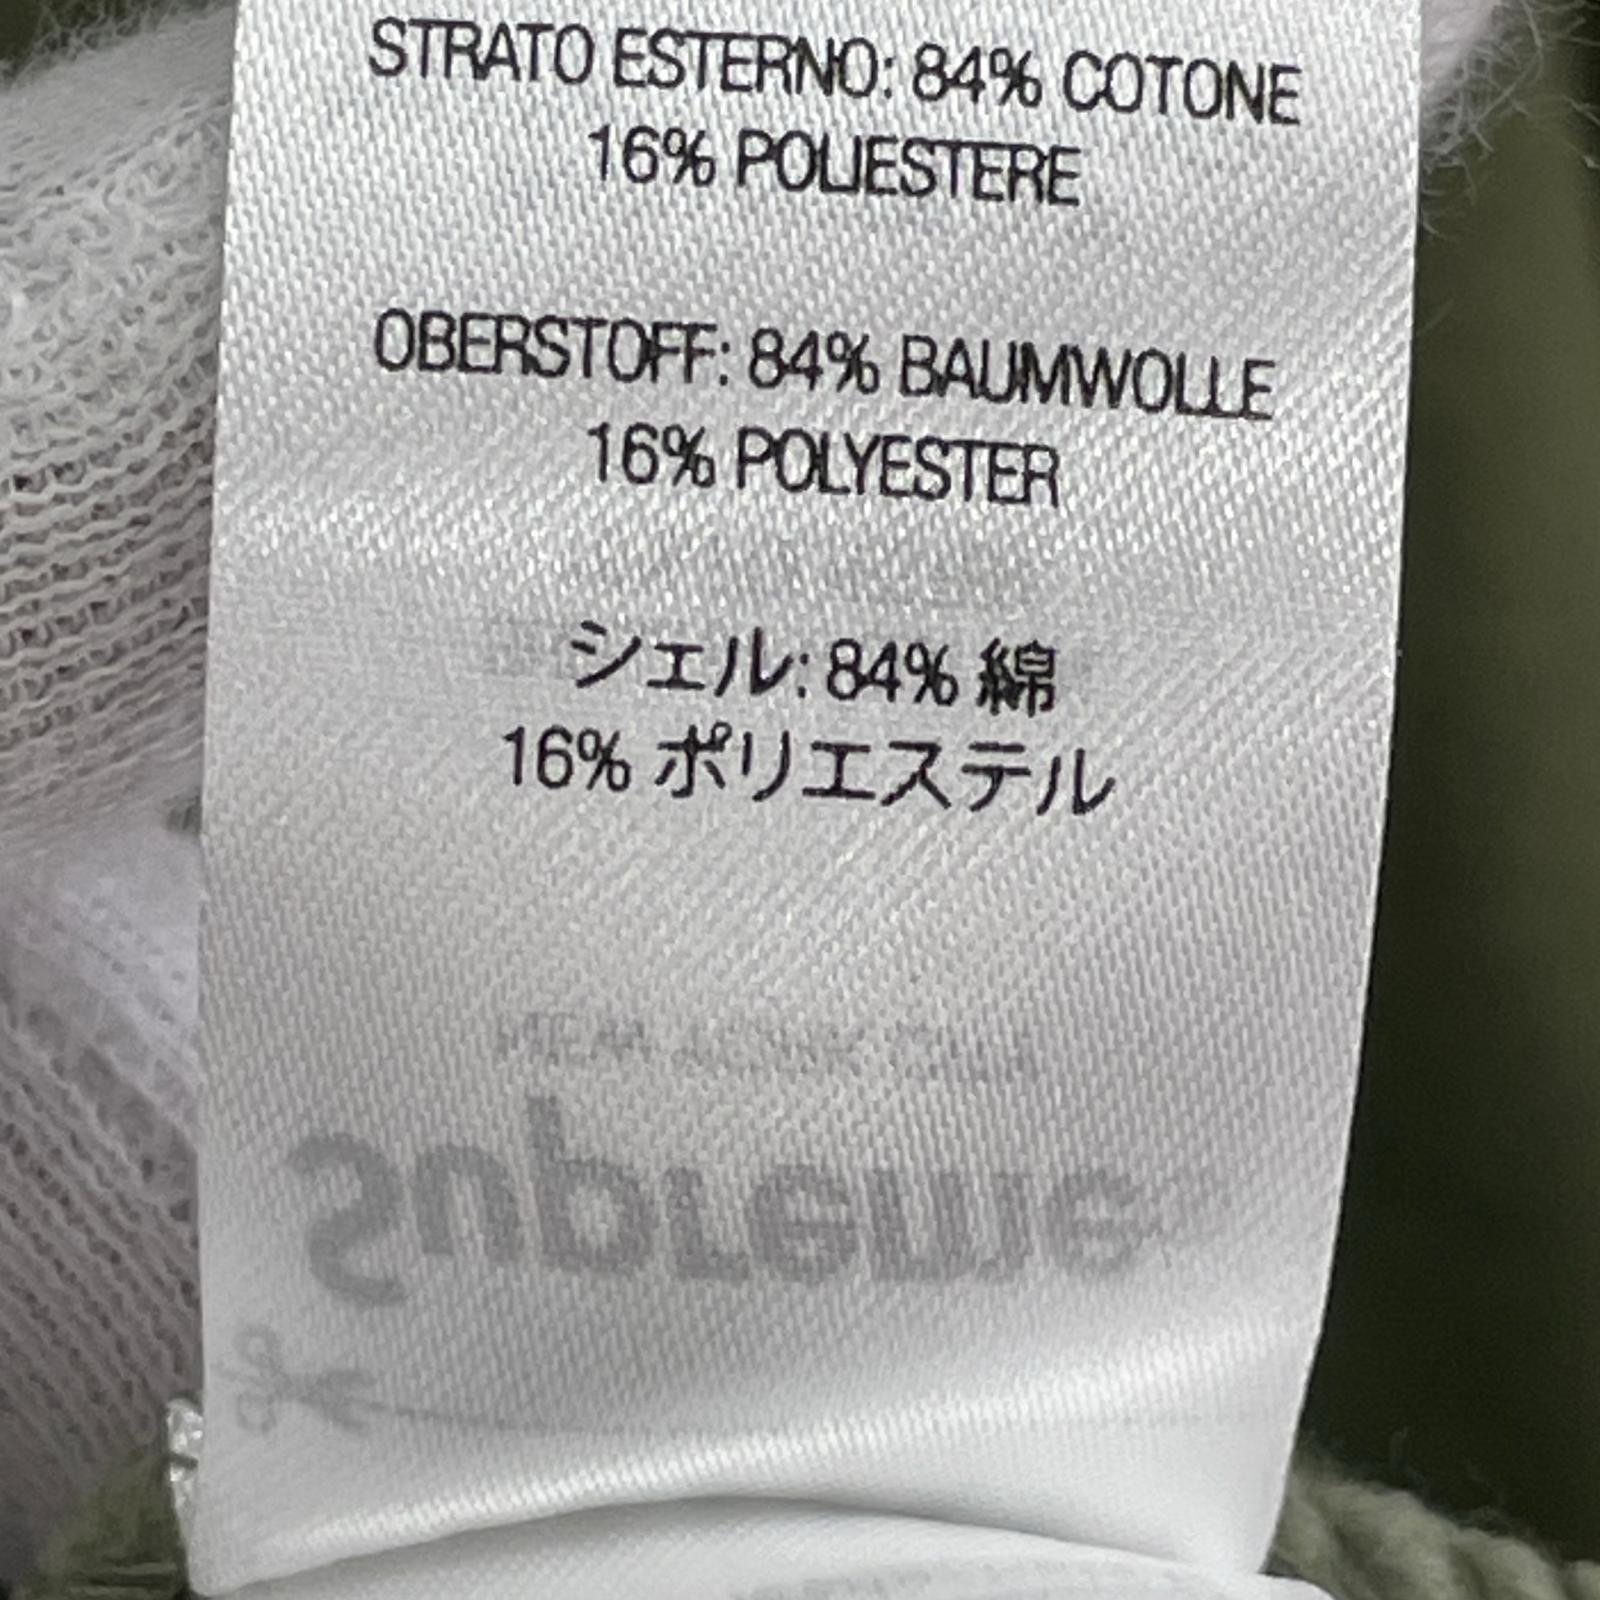 STRATO ESTERNO: 84% COTONE
16% POLIESTERE
OBERSTOFF: 84% BAUMWOLLE
16% POLYESTER
シェル: 84% 綿
16% ポリエステル
Supreme